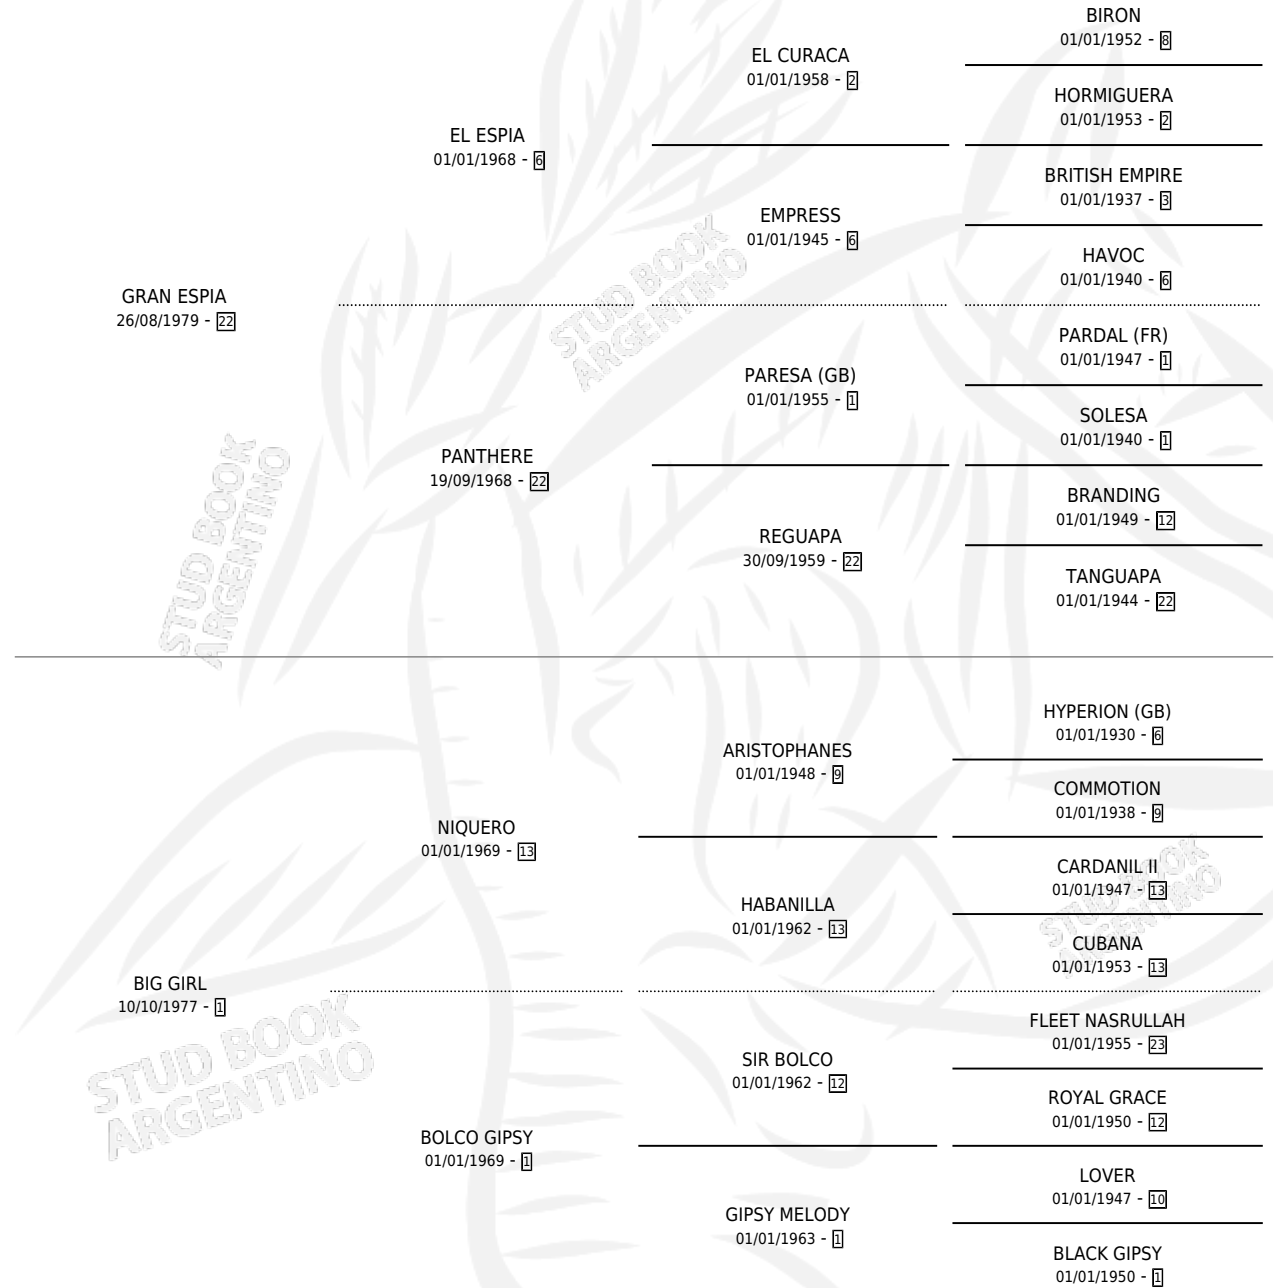 BIRON
01/01/1952 - 8
EL CURACA
01/01/1958 - 2
HORMIGUERA
01/01/1953 - 2
EL ESPIA
01/01/1968 - 6
BRITISH EMPIRE
01/01/1937 - 3
EMPRESS
01/01/1945 - 6
HAVOC
01/01/1940 - 6
GRAN ESPIA
26/08/1979 - 22
PARDAL (FR)
01/01/1947 - 1
PARESA (GB)
01/01/1955 - 1
SOLESA
01/01/1940 - 1
PANTHERE
19/09/1968 - 22
BRANDING
01/01/1949 - 12
REGUAPA
30/09/1959 - 22
TANGUAPA
01/01/1944 - 22
HYPERION (GB)
01/01/1930 - 6
ARISTOPHANES
01/01/1948 - 9
COMMOTION
01/01/1938 - 9
NIQUERO
01/01/1969 - 13
CARDANIL II
01/01/1947 - 13
HABANILLA
01/01/1962 - 13
CUBANA
01/01/1953 - 13
BIG GIRL
10/10/1977 - 1
FLEET NASRULLAH
01/01/1955 - 23
SIR BOLCO
01/01/1962 - 12
ROYAL GRACE
01/01/1950 - 12
BOLCO GIPSY
01/01/1969 - 1
LOVER
01/01/1947 - 10
GIPSY MELODY
01/01/1963 - 1
BLACK GIPSY
01/01/1950 - 1
STUD BOOK
ARGENTINO
STUD BOOK
ARGENTINO
STUD BOOK
ARGENTINO
STUD BOOK
ARGENTINO